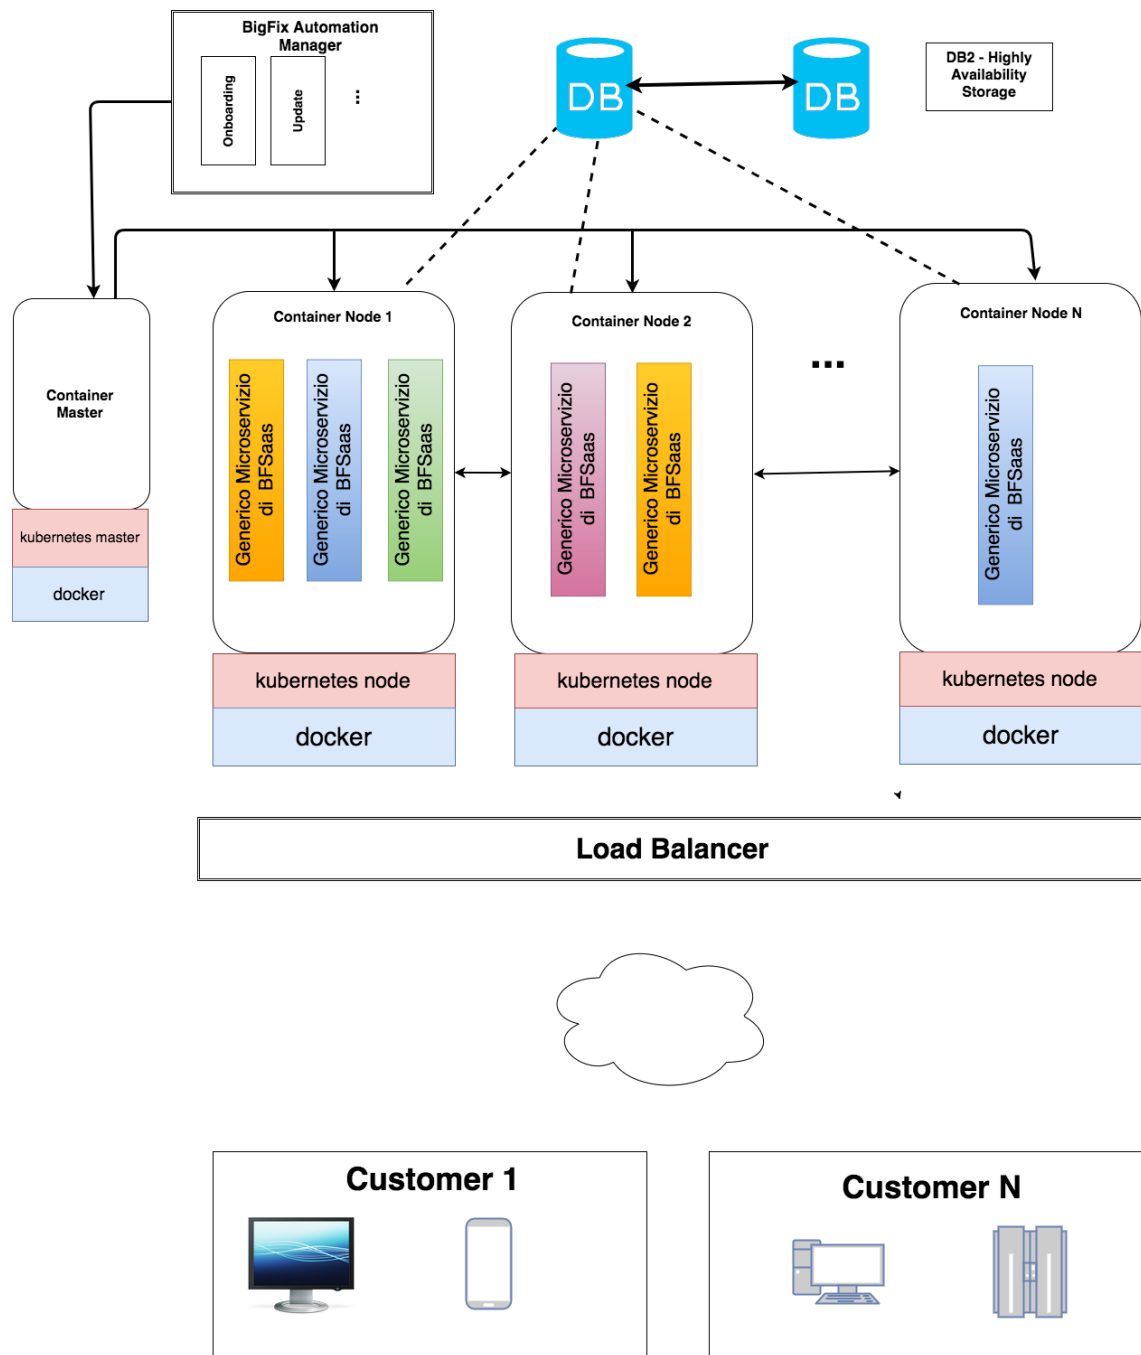 BigFix Automation
Manager
Onboarding
Update
...
DB
DB
DB2 - Highly
Availability
Storage
Container
Master
kubernetes master
docker
Container Node 1
Generico Microservizio
di BFSaas
Generico Microservizio
di BFSaas
Generico Microservizio
di BFSaas
kubernetes node
docker
Container Node 2
Generico Microservizio
di BFSaas
Generico Microservizio
di BFSaas
kubernetes node
docker
...
Container Node N
Generico Microservizio
di BFSaas
kubernetes node
docker
Load Balancer
Customer 1
Customer N